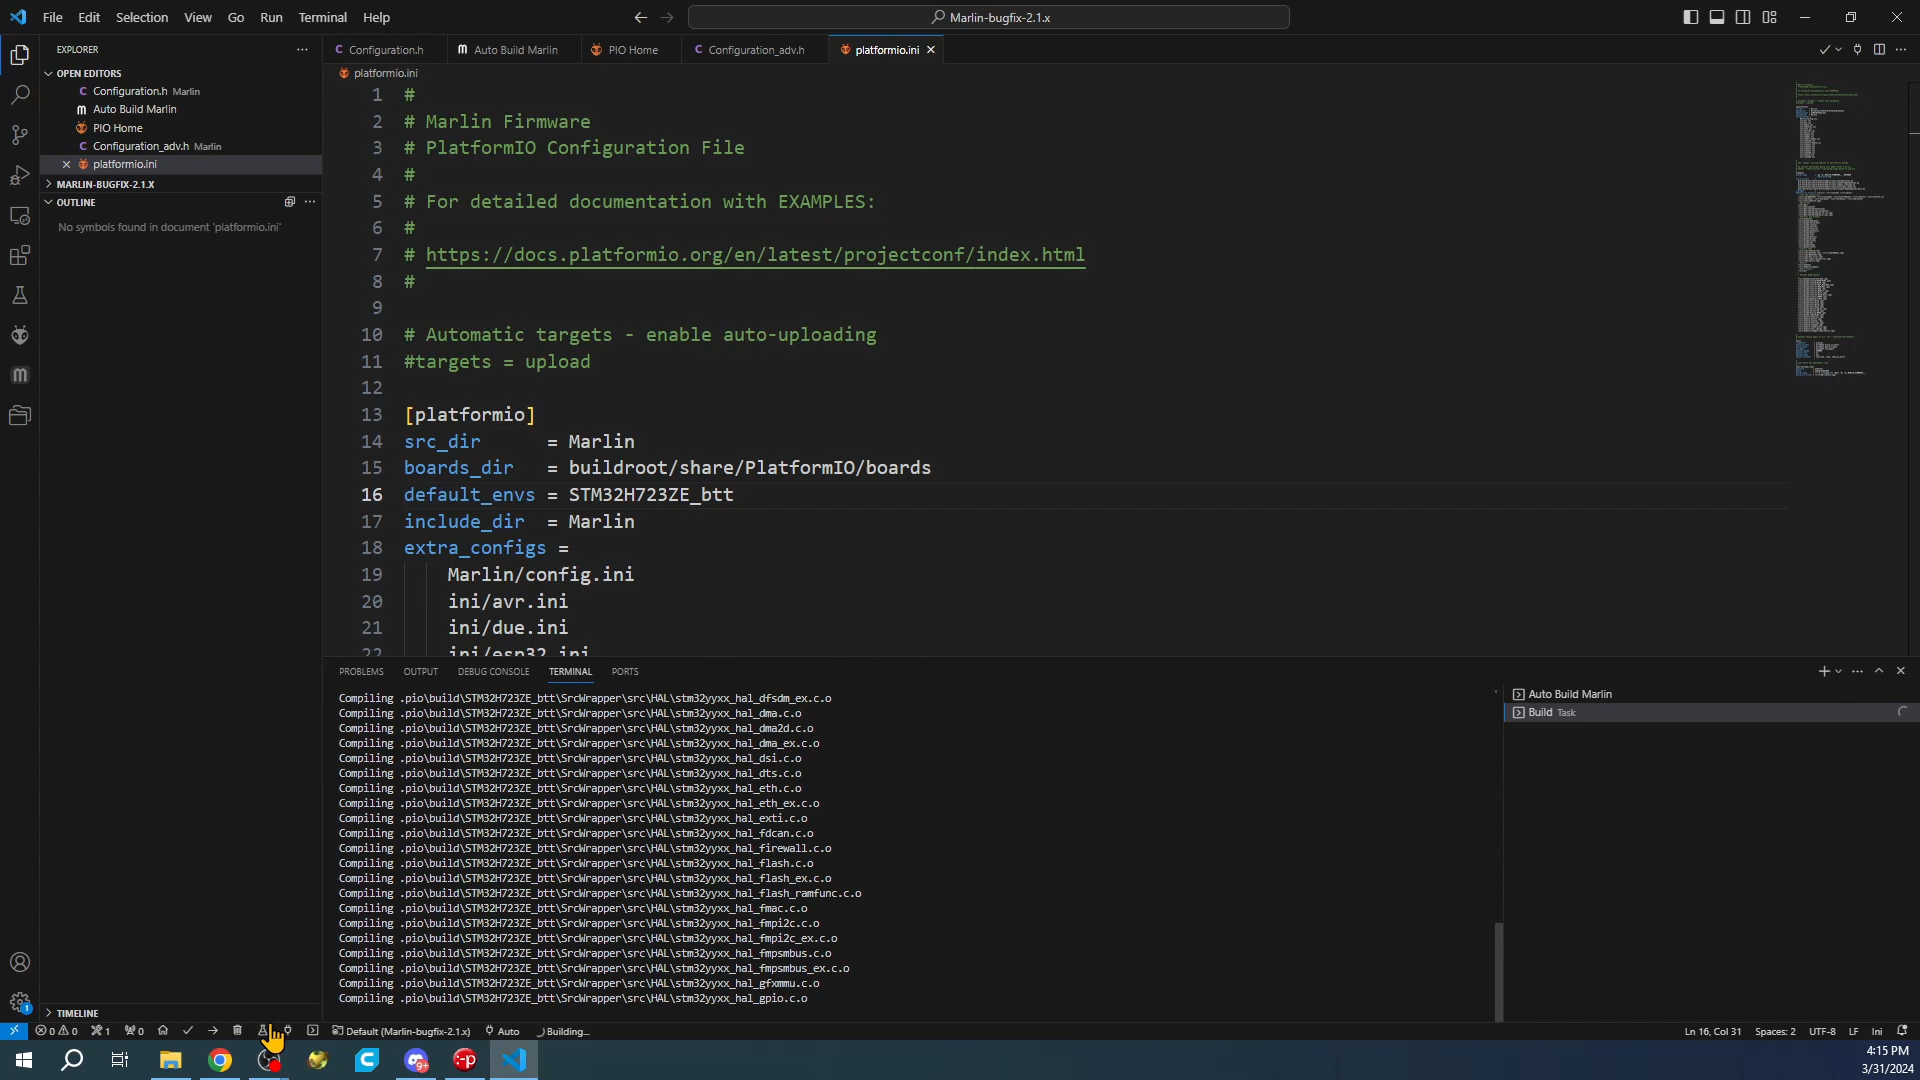 File Edit Selection View Go Run Terminal Help
Marlin-bugfix-2.1.x
EXPLORER
OPEN EDITORS
Configuration.h Marlin
Auto Build Marlin
PIO Home
Configuration_adv.h Marlin
platformio.ini
MARLIN-BUGFIX-2.1.X
OUTLINE
No symbols found in document 'platformio.ini'
TIMELINE
Configuration.h
Auto Build Marlin
PIO Home
Configuration_adv.h
platformio.ini
platformio.ini
1 #
2 # Marlin Firmware
3 # PlatformIO Configuration File
4 #
5 # For detailed documentation with EXAMPLES:
6 #
7 # https://docs.platformio.org/en/latest/projectconf/index.html
8 #
9
10 # Automatic targets - enable auto-uploading
11 #targets = upload
12
13 [platformio]
14 src_dir = Marlin
15 boards_dir = buildroot/share/PlatformIO/boards
16 default_envs = STM32H723ZE_btt
17 include_dir = Marlin
18 extra_configs =
19 Marlin/config.ini
20 ini/avr.ini
21 ini/due.ini
22 ini/esp32.ini
PROBLEMS OUTPUT DEBUG CONSOLE TERMINAL PORTS
Compiling .pio\build\STM32H723ZE_btt\SrcWrapper\src\HAL\stm32yyxx_hal_dfsdm_ex.c.o
Compiling .pio\build\STM32H723ZE_btt\SrcWrapper\src\HAL\stm32yyxx_hal_dma.c.o
Compiling .pio\build\STM32H723ZE_btt\SrcWrapper\src\HAL\stm32yyxx_hal_dma2d.c.o
Compiling .pio\build\STM32H723ZE_btt\SrcWrapper\src\HAL\stm32yyxx_hal_dma_ex.c.o
Compiling .pio\build\STM32H723ZE_btt\SrcWrapper\src\HAL\stm32yyxx_hal_dsi.c.o
Compiling .pio\build\STM32H723ZE_btt\SrcWrapper\src\HAL\stm32yyxx_hal_dts.c.o
Compiling .pio\build\STM32H723ZE_btt\SrcWrapper\src\HAL\stm32yyxx_hal_eth.c.o
Compiling .pio\build\STM32H723ZE_btt\SrcWrapper\src\HAL\stm32yyxx_hal_eth_ex.c.o
Compiling .pio\build\STM32H723ZE_btt\SrcWrapper\src\HAL\stm32yyxx_hal_exti.c.o
Compiling .pio\build\STM32H723ZE_btt\SrcWrapper\src\HAL\stm32yyxx_hal_fdcan.c.o
Compiling .pio\build\STM32H723ZE_btt\SrcWrapper\src\HAL\stm32yyxx_hal_firewall.c.o
Compiling .pio\build\STM32H723ZE_btt\SrcWrapper\src\HAL\stm32yyxx_hal_flash.c.o
Compiling .pio\build\STM32H723ZE_btt\SrcWrapper\src\HAL\stm32yyxx_hal_flash_ex.c.o
Compiling .pio\build\STM32H723ZE_btt\SrcWrapper\src\HAL\stm32yyxx_hal_flash_ramfunc.c.o
Compiling .pio\build\STM32H723ZE_btt\SrcWrapper\src\HAL\stm32yyxx_hal_fmac.c.o
Compiling .pio\build\STM32H723ZE_btt\SrcWrapper\src\HAL\stm32yyxx_hal_fmpi2c.c.o
Compiling .pio\build\STM32H723ZE_btt\SrcWrapper\src\HAL\stm32yyxx_hal_fmpi2c_ex.c.o
Compiling .pio\build\STM32H723ZE_btt\SrcWrapper\src\HAL\stm32yyxx_hal_fmpsmbus.c.o
Compiling .pio\build\STM32H723ZE_btt\SrcWrapper\src\HAL\stm32yyxx_hal_fmpsmbus_ex.c.o
Compiling .pio\build\STM32H723ZE_btt\SrcWrapper\src\HAL\stm32yyxx_hal_gfxmmu.c.o
Compiling .pio\build\STM32H723ZE_btt\SrcWrapper\src\HAL\stm32yyxx_hal_gpio.c.o
Auto Build Marlin
Build Task
1
0 0 1 0 Default (Marlin-bugfix-2.1.x) Auto Building... Ln 16, Col 31 Spaces: 2 UTF-8 LF Ini
4:15 PM
3/31/2024